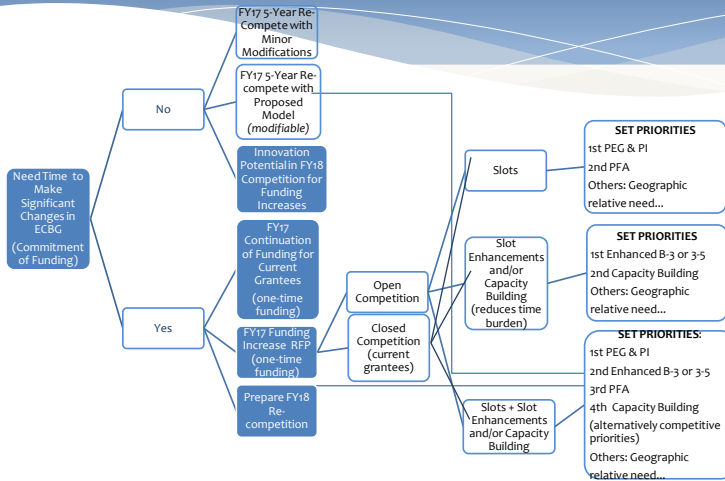 FY17 5-Year Re-
Compete with
Minor
Modifications
No
FY17 5-Year Re-
compete with
Proposed
Model
(modifiable)
Innovation
Potential in FY18
Competition for
Funding
Increases
Need Time to
Make
Significant
Changes in
ECBG
(Commitment
of Funding)
Yes
FY17
Continuation
of Funding for
Current
Grantees
(one-time
funding)
FY17 Funding
Increase RFP
(one-time
funding)
Prepare FY18
Re-
competition
Open
Competition
Closed
Competition
(current
grantees)
Slots
Slot
Enhancements
and/or
Capacity
Building
(reduces time
burden)
Slots + Slot
Enhancements
and/or Capacity
Building
SET PRIORITIES
1st PEG & PI
2nd PFA
Others: Geographic
relative need...
SET PRIORITIES
1st Enhanced B-3 or 3-5
2nd Capacity Building
Others: Geographic
relative need...
SET PRIORITIES:
1st PEG & PI
2nd Enhanced B-3 or 3-5
3rd PFA
4th Capacity Building
(alternatively competitive
priorities)
Others: Geographic
relative need...